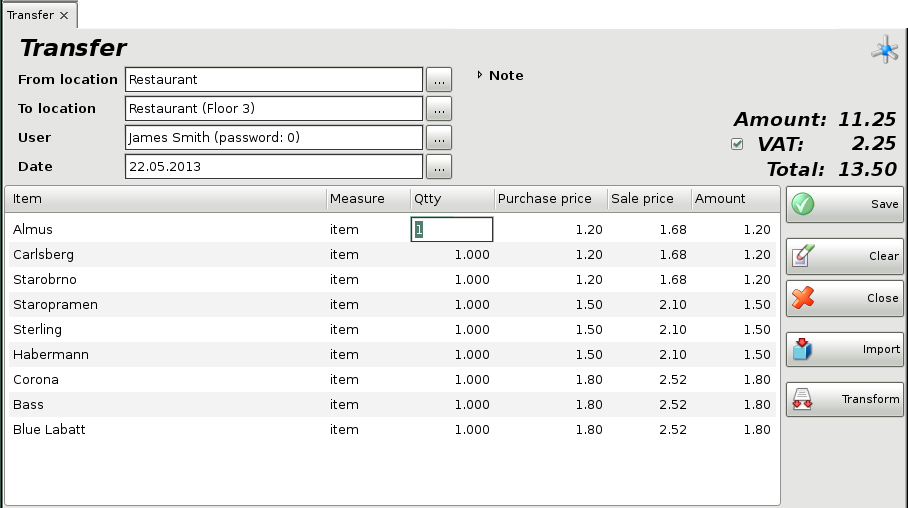 Transfer
Transfer
From location Restaurant ... Note
To location Restaurant (Floor 3) ...
User James Smith (password: 0) ...
Date 22.05.2013 ...
Amount: 11.25
VAT: 2.25
Total: 13.50
Item Measure Qtty Purchase price Sale price Amount
Almus item 1 1.20 1.68 1.20
Carlsberg item 1.000 1.20 1.68 1.20
Starobrno item 1.000 1.20 1.68 1.20
Staropramen item 1.000 1.50 2.10 1.50
Sterling item 1.000 1.50 2.10 1.50
Habermann item 1.000 1.50 2.10 1.50
Corona item 1.000 1.80 2.52 1.80
Bass item 1.000 1.80 2.52 1.80
Blue Labatt item 1.000 1.80 2.52 1.80
Save
Clear
Close
Import
Transform